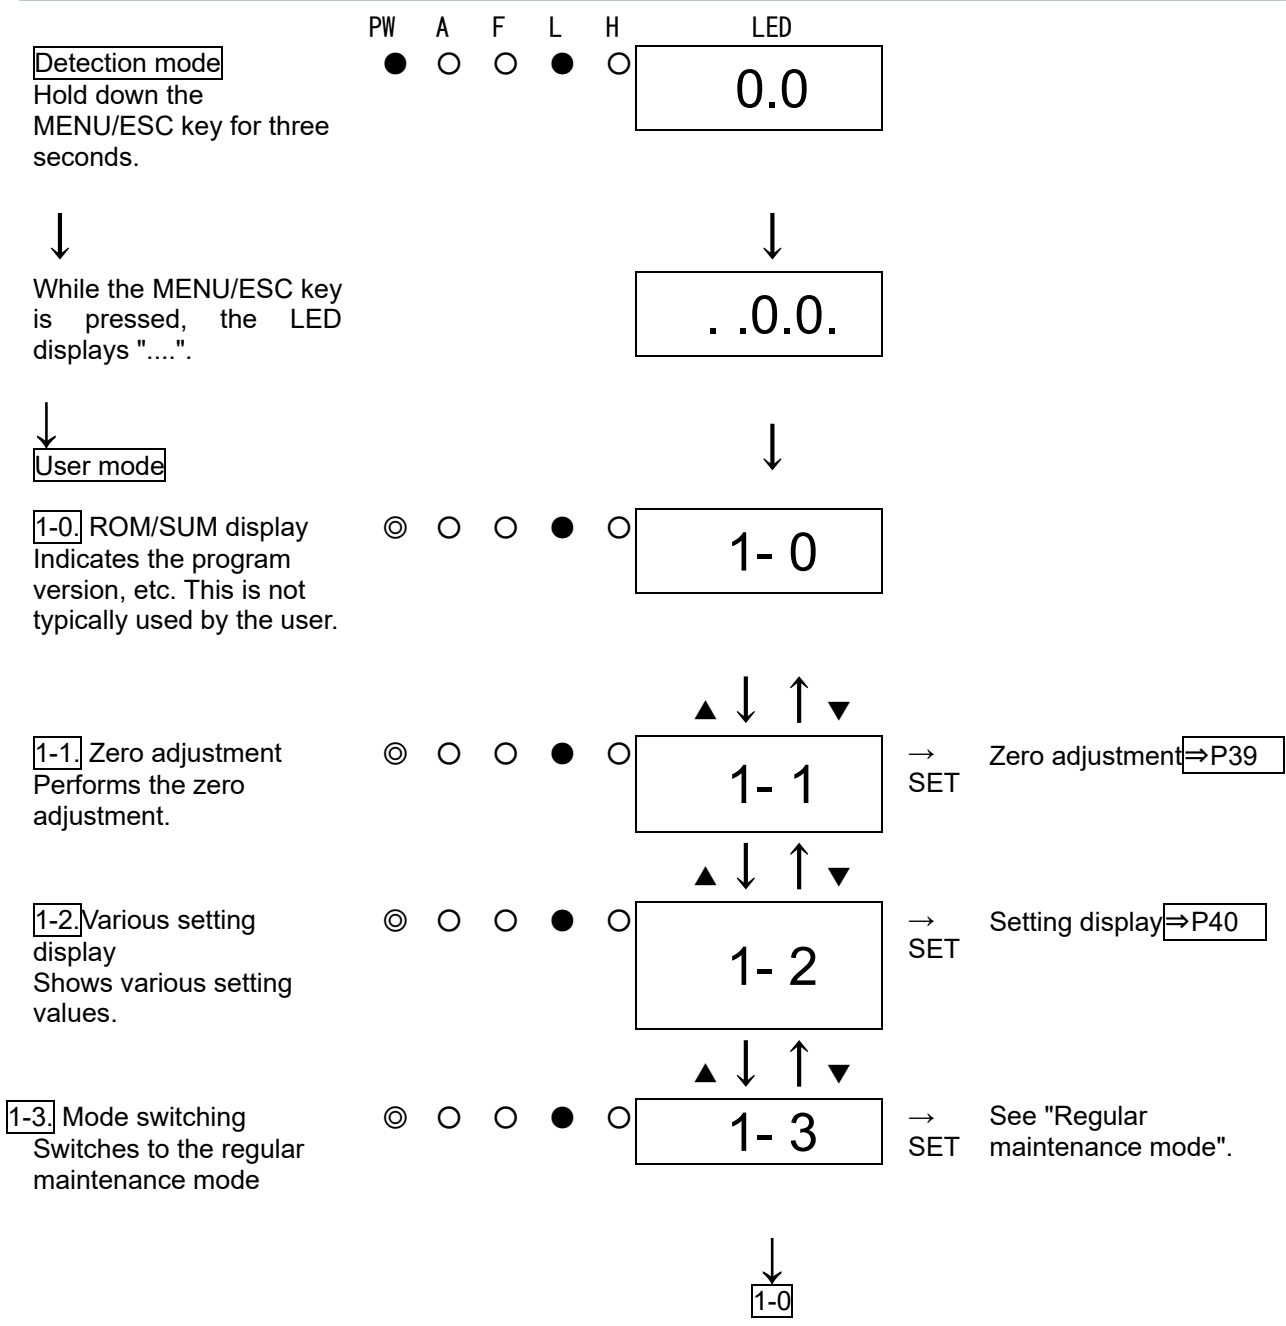 PW A F L H LED
Detection mode ● ○ ○ ● ○ 0.0
Hold down the
MENU/ESC key for three
seconds.
↓ ↓
While the MENU/ESC key
is pressed, the LED
displays "....".
. .0.0.
↓ ↓
User mode
1-0. ROM/SUM display ◎ ○ ○ ● ○ 1- 0
Indicates the program
version, etc. This is not
typically used by the user.
▲ ↓ ↑ ▼
1-1. Zero adjustment ◎ ○ ○ ● ○ 1- 1 → Zero adjustment⇒P39
Performs the zero SET
adjustment.
▲ ↓ ↑ ▼
1-2.Various setting ◎ ○ ○ ● ○ 1- 2 → Setting display⇒P40
display SET
Shows various setting
values.
▲ ↓ ↑ ▼
1-3. Mode switching ◎ ○ ○ ● ○ 1- 3 → See "Regular
Switches to the regular SET maintenance mode".
maintenance mode
↓
1-0